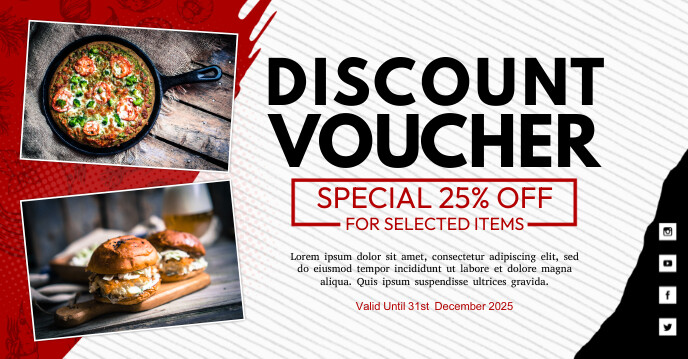 DISCOUNT
VOUCHER
SPECIAL 25% OFF
FOR SELECTED ITEMS
Lorem ipsum dolor sit amet, consectetur adipiscing elit, sed
do eiusmod tempor incididunt ut labore et dolore magna
aliqua. Quis ipsum suspendisse ultrices gravida.
Valid Until 31st December 2025